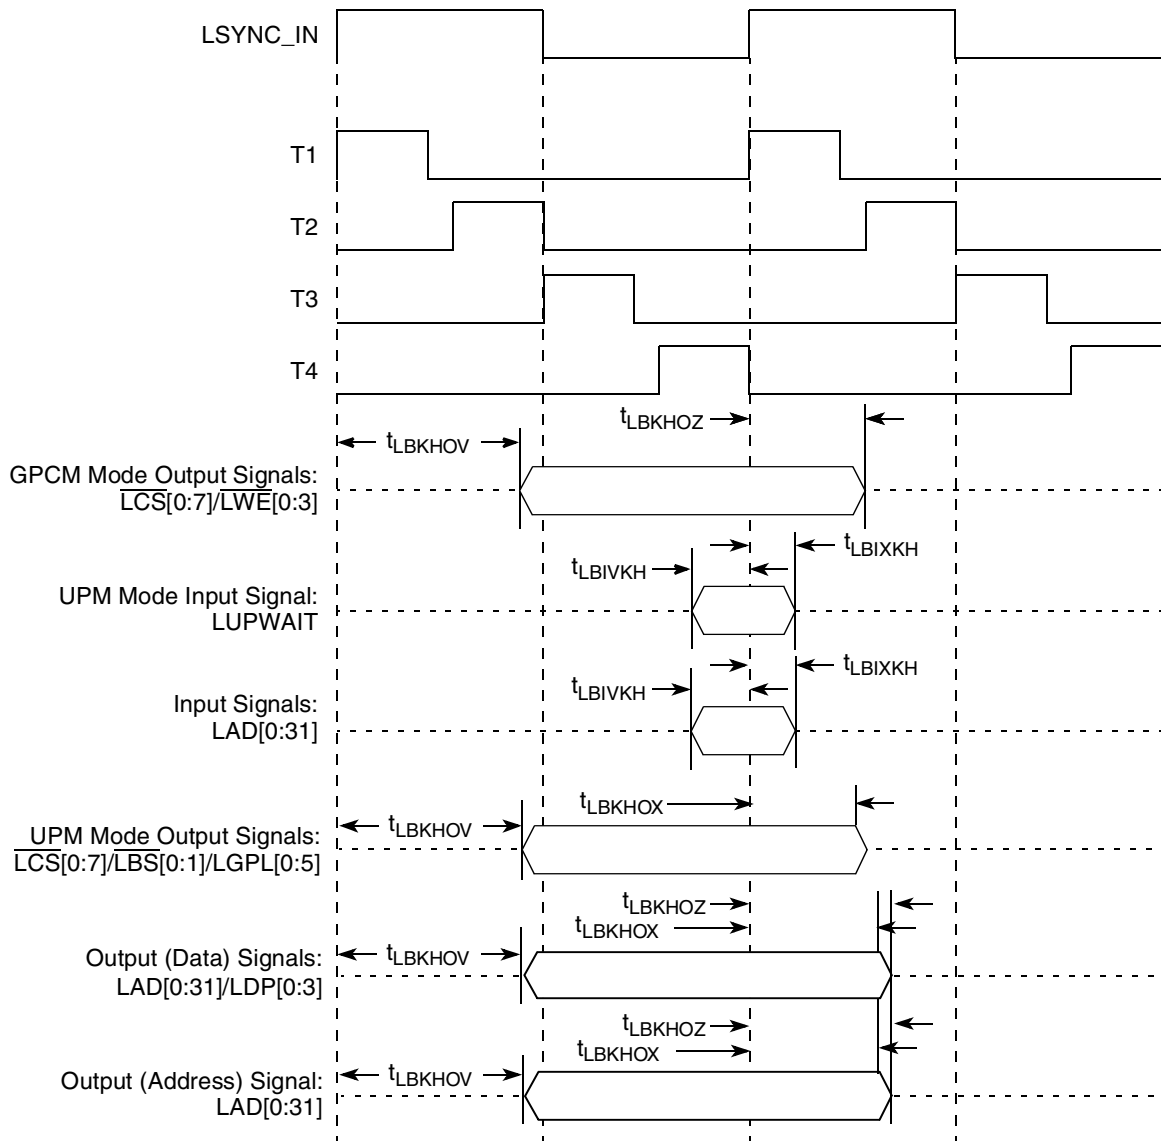 LSYNC_IN
T1
T2
T3
T4
tLBKHOZ
tLBKHOV
GPCM Mode Output Signals:
LCS[0:7]/LWE[0:3]
tLBIXKH
tLBIVKH
UPM Mode Input Signal:
LUPWAIT
tLBIXKH
tLBIVKH
Input Signals:
LAD[0:31]
tLBKHOX
tLBKHOV
UPM Mode Output Signals:
LCS[0:7]/LBS[0:1]/LGPL[0:5]
tLBKHOZ
tLBKHOX
tLBKHOV
Output (Data) Signals:
LAD[0:31]/LDP[0:3]
tLBKHOZ
tLBKHOX
tLBKHOV
Output (Address) Signal:
LAD[0:31]